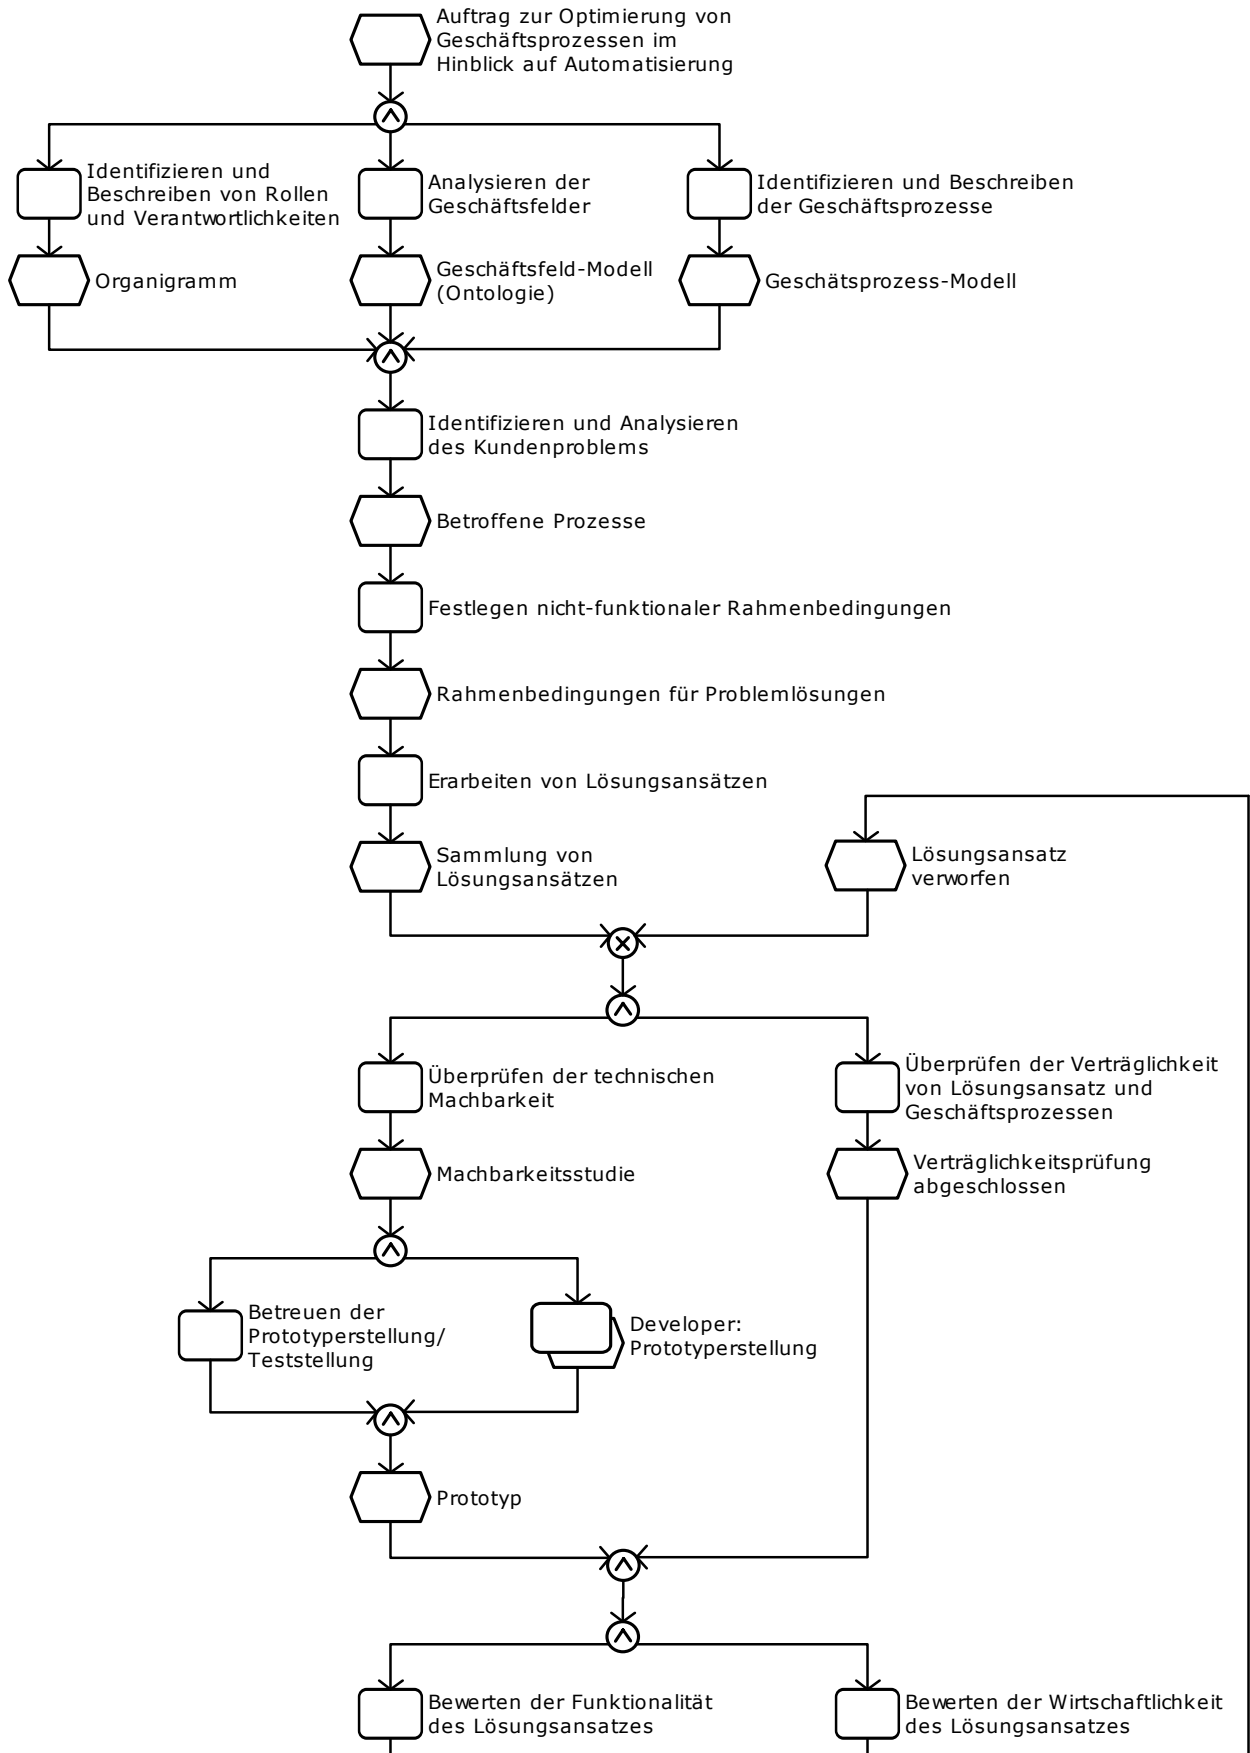 Auftrag zur Optimierung von
Geschäftsprozessen im
Hinblick auf Automatisierung
Identifizieren und
Beschreiben von Rollen
und Verantwortlichkeiten
Analysieren der
Geschäftsfelder
Identifizieren und Beschreiben
der Geschäftsprozesse
Organigramm
Geschäftsfeld-Modell
(Ontologie)
Geschätsprozess-Modell
Identifizieren und Analysieren
des Kundenproblems
Betroffene Prozesse
Festlegen nicht-funktionaler Rahmenbedingungen
Rahmenbedingungen für Problemlösungen
Erarbeiten von Lösungsansätzen
Sammlung von
Lösungsansätzen
Lösungsansatz
verworfen
Überprüfen der technischen
Machbarkeit
Überprüfen der Verträglichkeit
von Lösungsansatz und
Geschäftsprozessen
Machbarkeitsstudie
Verträglichkeitsprüfung
abgeschlossen
Betreuen der
Prototyperstellung/
Teststellung
Developer:
Prototyperstellung
Prototyp
Bewerten der Funktionalität
des Lösungsansatzes
Bewerten der Wirtschaftlichkeit
des Lösungsansatzes